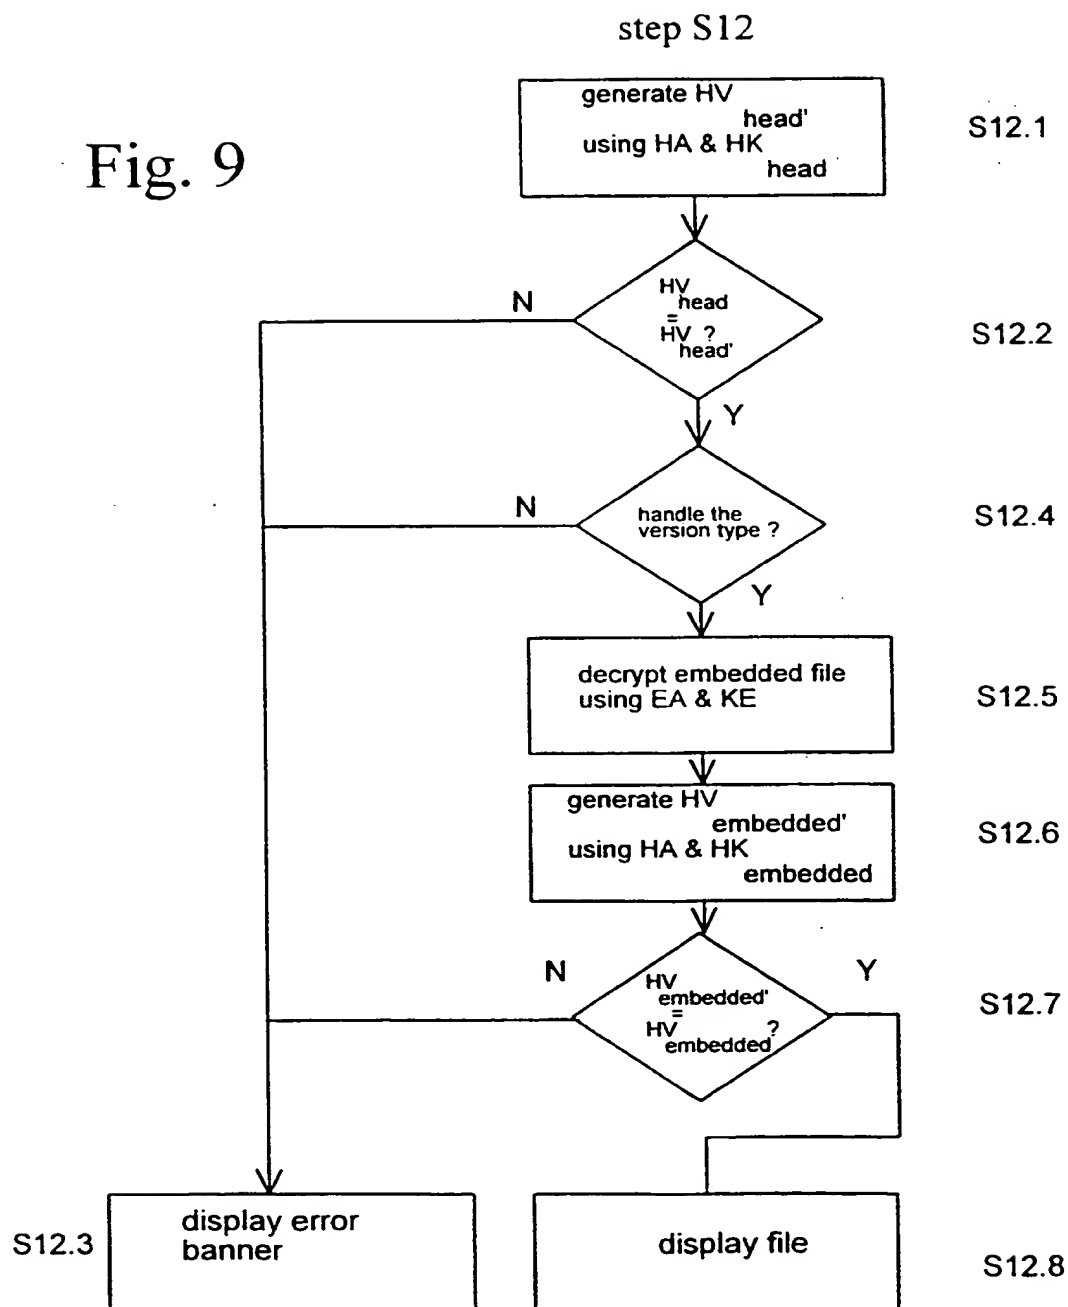 step S12
Fig. 9
generate HV
head'
using HA & HK
head
S12.1
HV
head
=
HV ?
head'
N
S12.2
Y
handle the
version type ?
N
S12.4
Y
decrypt embedded file
using EA & KE
S12.5
generate HV
embedded'
using HA & HK
embedded
S12.6
N
Y
HV
embedded'
=
HV ?
embedded
S12.7
S12.3
display error
banner
display file
S12.8